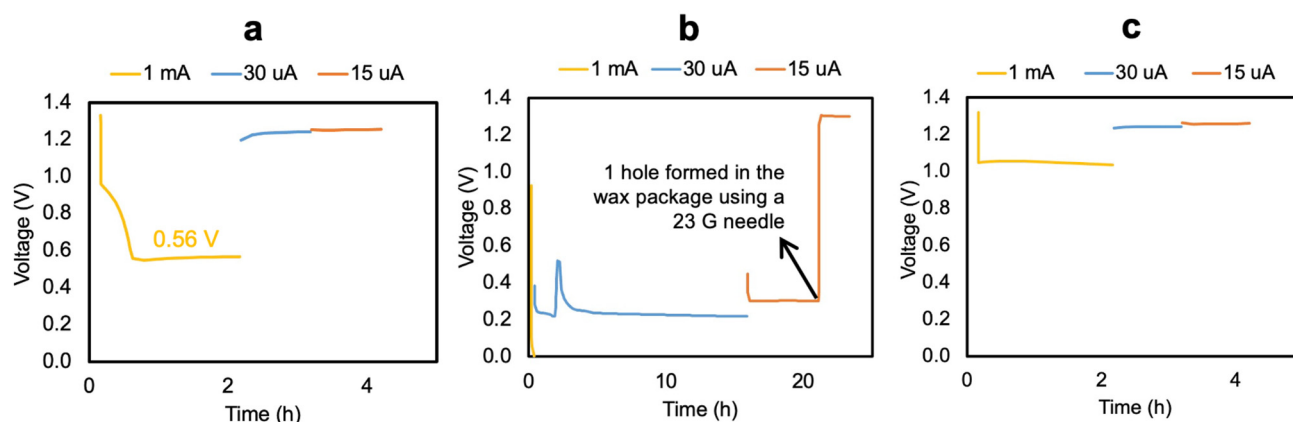 a
1 mA 30 uA 15 uA
1.4
1.2
1.0
0.8
0.6
0.4
0.2
0.0
Voltage (V)
0.56 V
0 2 4
Time (h)
b
1 mA 30 uA 15 uA
1.4
1.2
1.0
0.8
0.6
0.4
0.2
0.0
Voltage (V)
1 hole formed in the
wax package using a
23 G needle
0 10 20
Time (h)
c
1 mA 30 uA 15 uA
1.4
1.2
1.0
0.8
0.6
0.4
0.2
0.0
Voltage (V)
0 2 4
Time (h)